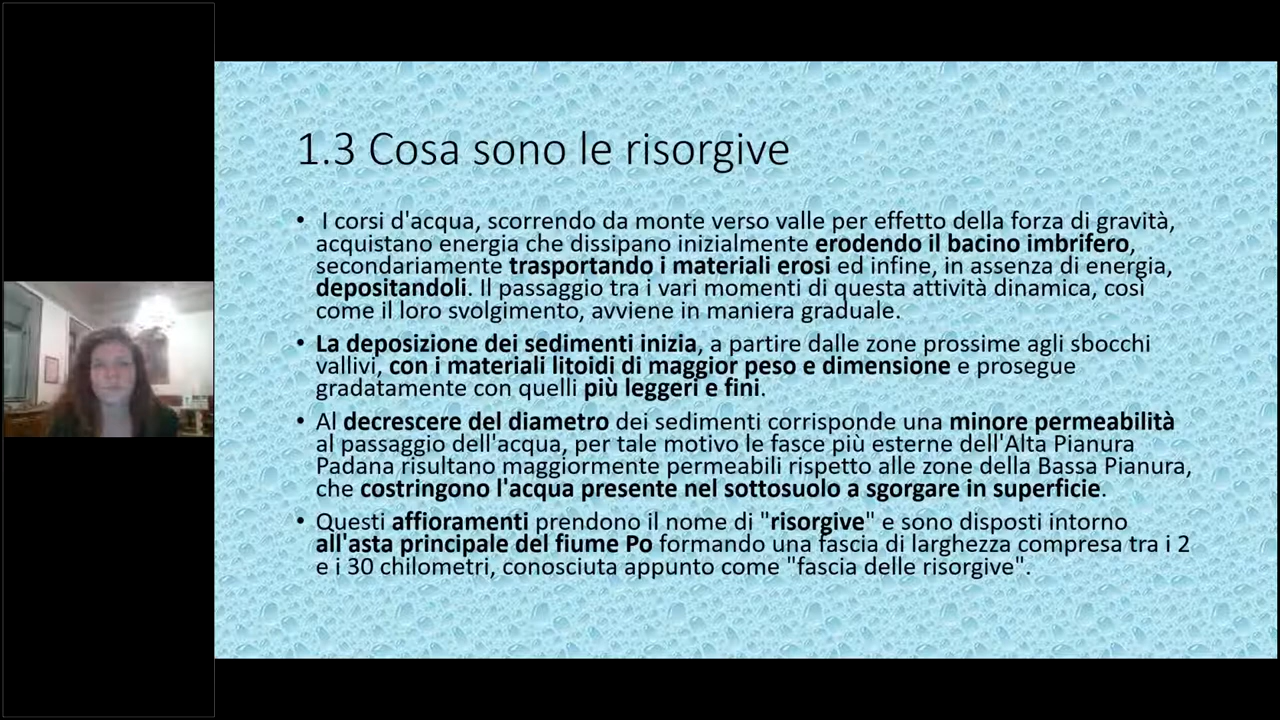 1.3 Cosa sono le risorgive
• I corsi d'acqua, scorrendo da monte verso valle per effetto della forza di gravità,
acquistano energia che dissipano inizialmente erodendo il bacino imbrifero,
secondariamente trasportando i materiali erosi ed infine, in assenza di energia,
depositandoli. Il passaggio tra i vari momenti di questa attività dinamica, così
come il loro svolgimento, avviene in maniera graduale.
• La deposizione dei sedimenti inizia, a partire dalle zone prossime agli sbocchi
vallivi, con i materiali litoidi di maggior peso e dimensione e prosegue
gradatamente con quelli più leggeri e fini.
• Al decrescere del diametro dei sedimenti corrisponde una minore permeabilità
al passaggio dell'acqua, per tale motivo le fasce più esterne dell'Alta Pianura
Padana risultano maggiormente permeabili rispetto alle zone della Bassa Pianura,
che costringono l'acqua presente nel sottosuolo a sgorgare in superficie.
• Questi affioramenti prendono il nome di "risorgive" e sono disposti intorno
all'asta principale del fiume Po formando una fascia di larghezza compresa tra i 2
e i 30 chilometri, conosciuta appunto come "fascia delle risorgive".